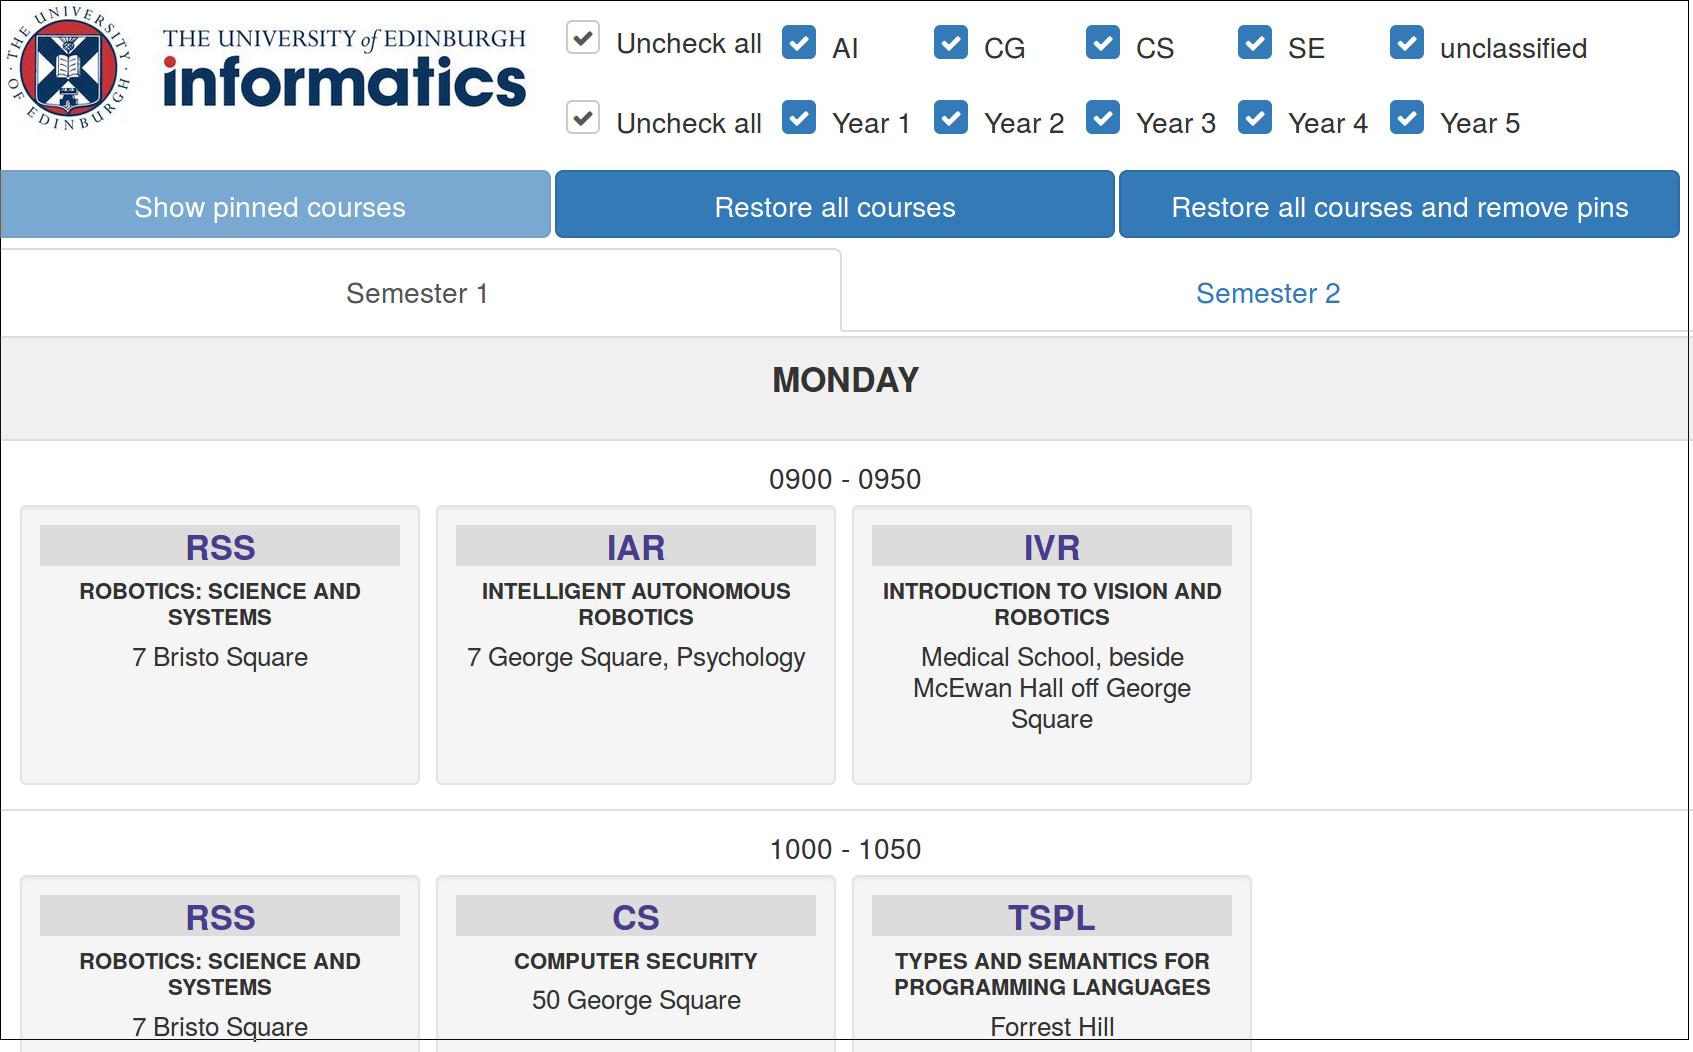 THE UNIVERSITY
OF EDINBURGH
THE UNIVERSITY of EDINBURGH
informatics
Uncheck all AI CG CS SE unclassified
Uncheck all Year 1 Year 2 Year 3 Year 4 Year 5
Show pinned courses Restore all courses Restore all courses and remove pins
Semester 1 Semester 2
MONDAY
0900 - 0950
RSS
ROBOTICS: SCIENCE AND
SYSTEMS
7 Bristo Square
IAR
INTELLIGENT AUTONOMOUS
ROBOTICS
7 George Square, Psychology
IVR
INTRODUCTION TO VISION AND
ROBOTICS
Medical School, beside
McEwan Hall off George
Square
1000 - 1050
RSS
ROBOTICS: SCIENCE AND
SYSTEMS
7 Bristo Square
CS
COMPUTER SECURITY
50 George Square
TSPL
TYPES AND SEMANTICS FOR
PROGRAMMING LANGUAGES
Forrest Hill